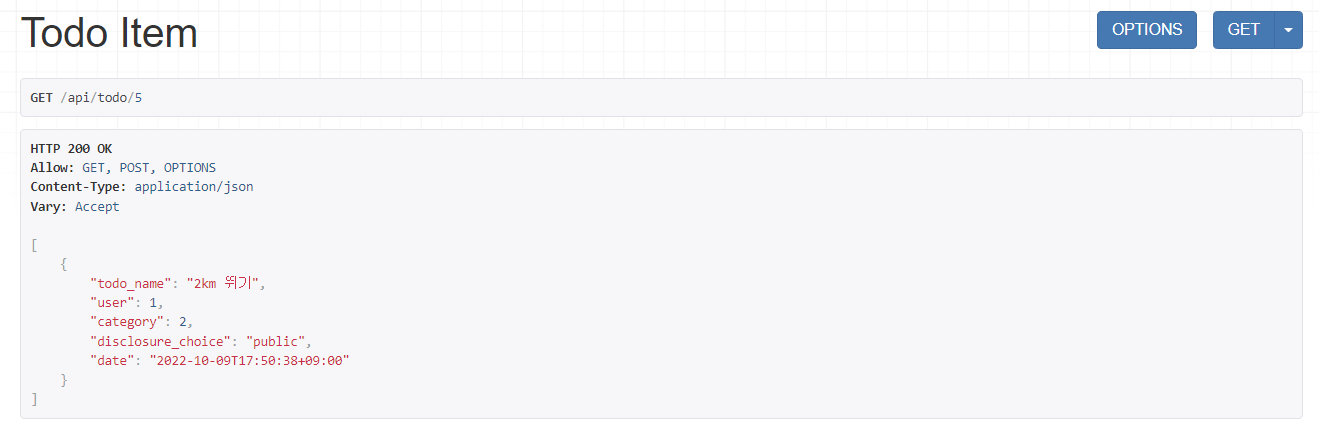 Todo Item
OPTIONS
GET
GET /api/todo/5
HTTP 200 OK
Allow: GET, POST, OPTIONS
Content-Type: application/json
Vary: Accept
[
    {
        "todo_name": "2km 뛰기",
        "user": 1,
        "category": 2,
        "disclosure_choice": "public",
        "date": "2022-10-09T17:50:38+09:00"
    }
]